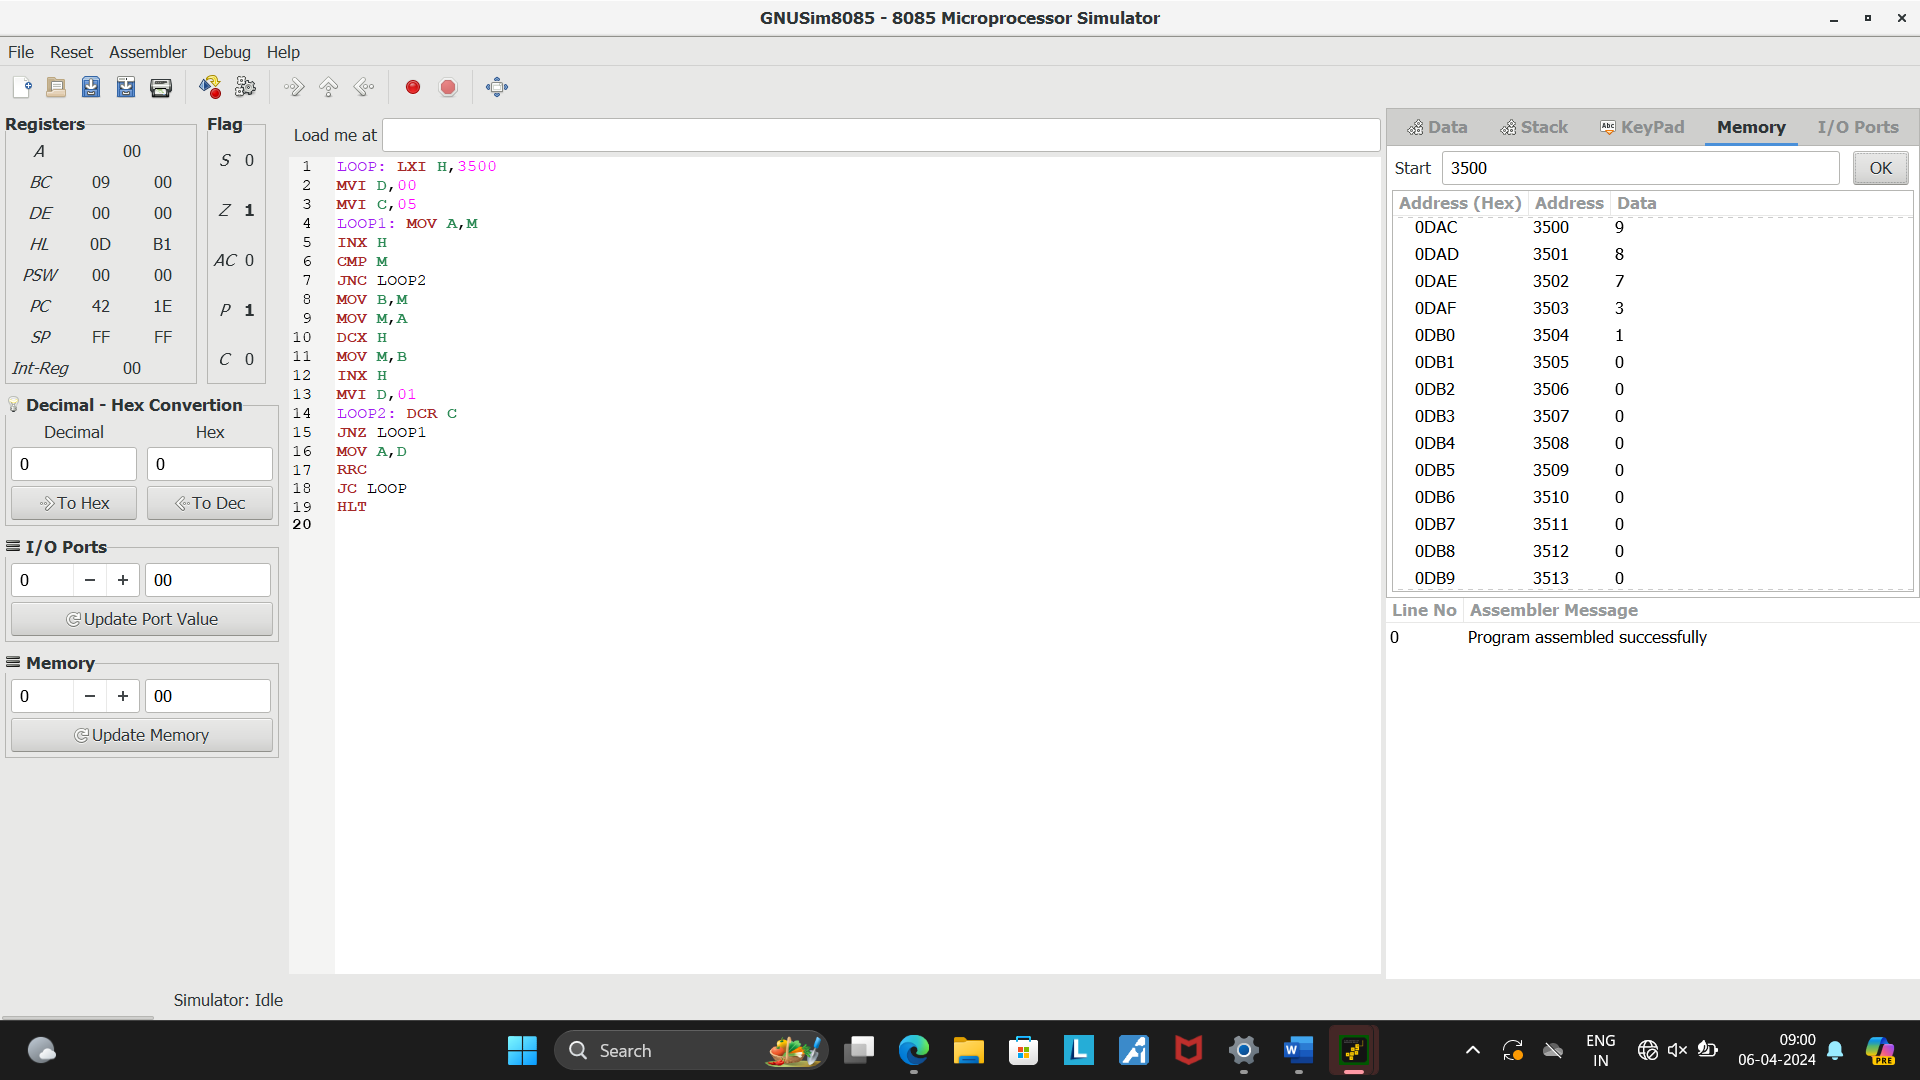 GNUSim8085 - 8085 Microprocessor Simulator
File Reset Assembler Debug Help
Registers
A 00
BC 09 00
DE 00 00
HL 0D B1
PSW 00 00
PC 42 1E
SP FF FF
Int-Reg 00
Flag
S 0
Z 1
AC 0
P 1
C 0
Decimal - Hex Convertion
Decimal Hex
0 0
To Hex To Dec
I/O Ports
0 − + 00
Update Port Value
Memory
0 − + 00
Update Memory
Load me at
1 LOOP: LXI H,3500
2 MVI D,00
3 MVI C,05
4 LOOP1: MOV A,M
5 INX H
6 CMP M
7 JNC LOOP2
8 MOV B,M
9 MOV M,A
10 DCX H
11 MOV M,B
12 INX H
13 MVI D,01
14 LOOP2: DCR C
15 JNZ LOOP1
16 MOV A,D
17 RRC
18 JC LOOP
19 HLT
20
Data Stack Abc KeyPad Memory I/O Ports
Start 3500 OK
Address (Hex) Address Data
0DAC 3500 9
0DAD 3501 8
0DAE 3502 7
0DAF 3503 3
0DB0 3504 1
0DB1 3505 0
0DB2 3506 0
0DB3 3507 0
0DB4 3508 0
0DB5 3509 0
0DB6 3510 0
0DB7 3511 0
0DB8 3512 0
0DB9 3513 0
Line No Assembler Message
0 Program assembled successfully
Simulator: Idle
Search
L
W
ENG
IN
09:00
06-04-2024
PRE